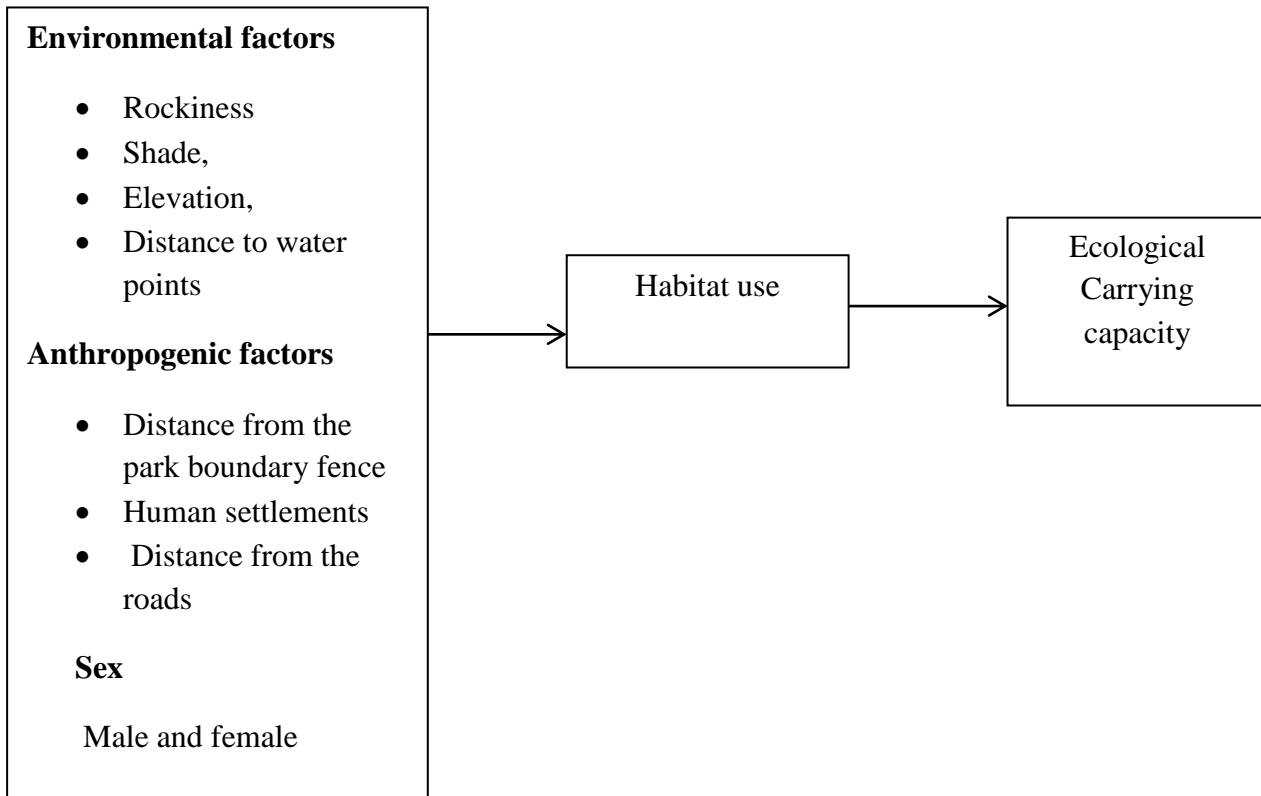 Environmental factors
• Rockiness
• Shade,
• Elevation,
• Distance to water
points
Anthropogenic factors
• Distance from the
park boundary fence
• Human settlements
• Distance from the
roads
Sex
Male and female
Habitat use
Ecological
Carrying
capacity